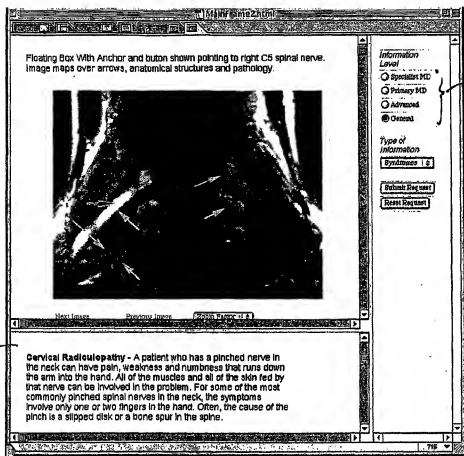 Mainframe2.html
Floating Box With Anchor and buton shown pointing to right C5 spinal nerve.
Image maps over arrows, anatomical structures and pathology.
Information
Level
Specialist MD
Primary MD
Advanced
General
Type of
Information
Syndromes
Submit Request
Reset Request
Next Image Previous Image Zoom Factor
Cervical Radiculopathy - A patient who has a pinched nerve in
the neck can have pain, weakness and numbness that runs down
the arm into the hand. All of the muscles and all of the skin fed by
that nerve can be involved in the problem. For some of the most
commonly pinched spinal nerves in the neck, the symptoms
involve only one or two fingers in the hand. Often, the cause of the
pinch is a slipped disk or a bone spur in the spine.